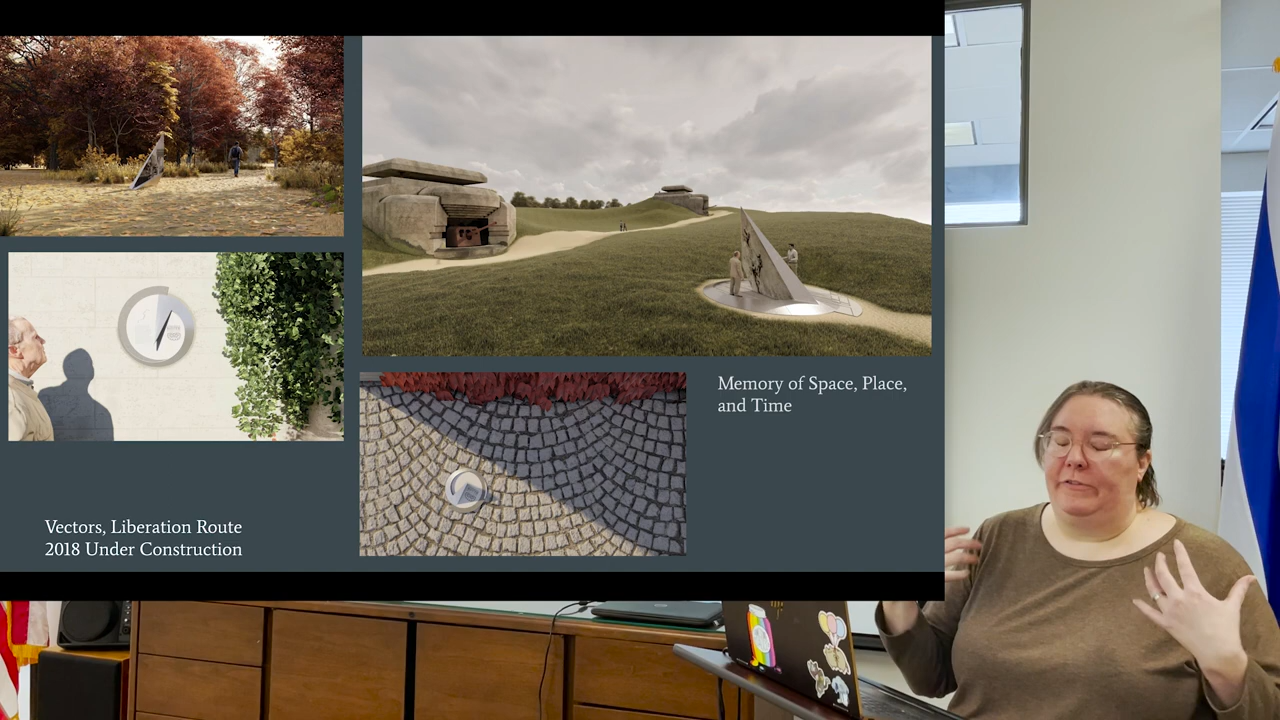 Memory of Space, Place,
and Time
Vectors, Liberation Route
2018 Under Construction